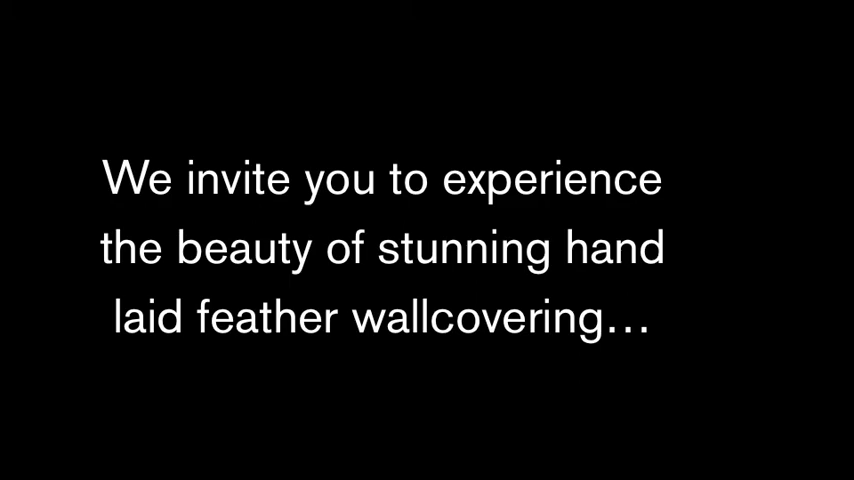 We invite you to experience
the beauty of stunning hand
laid feather wallcovering…